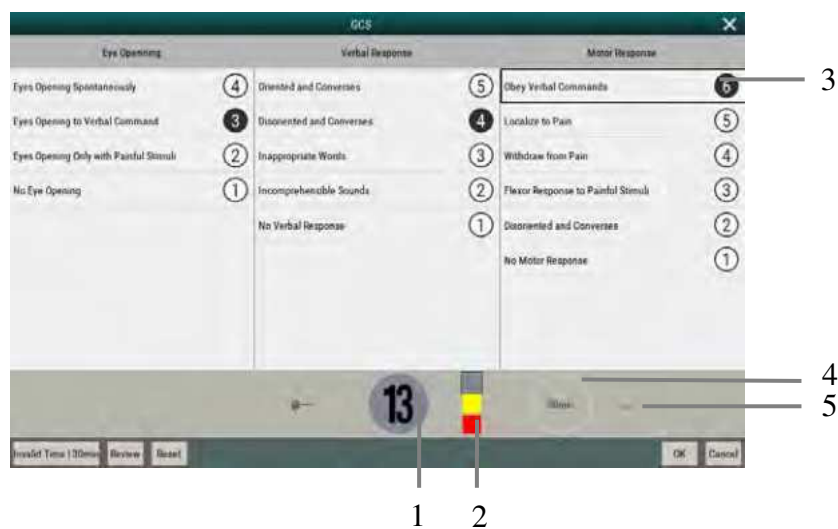 GCS
Eye Openning
Verbal Response
Motor Response
Eyes Opening Spontaneously 4
Oriented and Converses 5
Obey Verbal Commands 6
3
Eyes Opening to Verbal Command 3
Disoriented and Converses 4
Localize to Pain 5
Eyes Opening Only with Painful Stimuli 2
Inappropriate Words 3
Withdraw from Pain 4
No Eye Opening 1
Incomprehensible Sounds 2
Flexor Response to Painful Stimuli 3
No Verbal Response 1
Disoriented and Converses 2
No Motor Response 1
13
4
5
Invalid Time 130min
Review
Reset
OK
Cancel
1
2